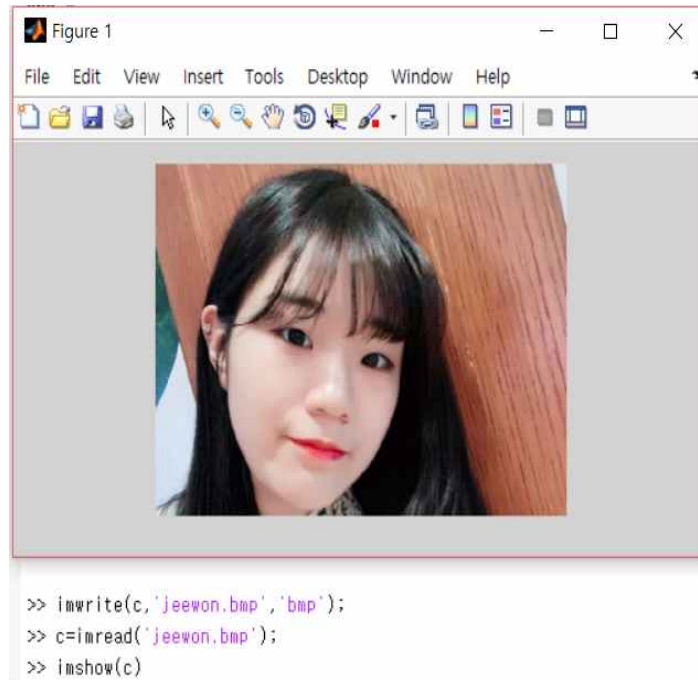 Figure 1
File Edit View Insert Tools Desktop Window Help
>> imwrite(c,'jeewon.bmp','bmp');
>> c=imread('jeewon.bmp');
>> imshow(c)